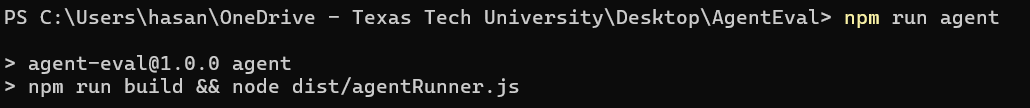 PS C:\Users\hasan\OneDrive - Texas Tech University\Desktop\AgentEval> npm run agent
> agent-eval@1.0.0 agent
> npm run build && node dist/agentRunner.js